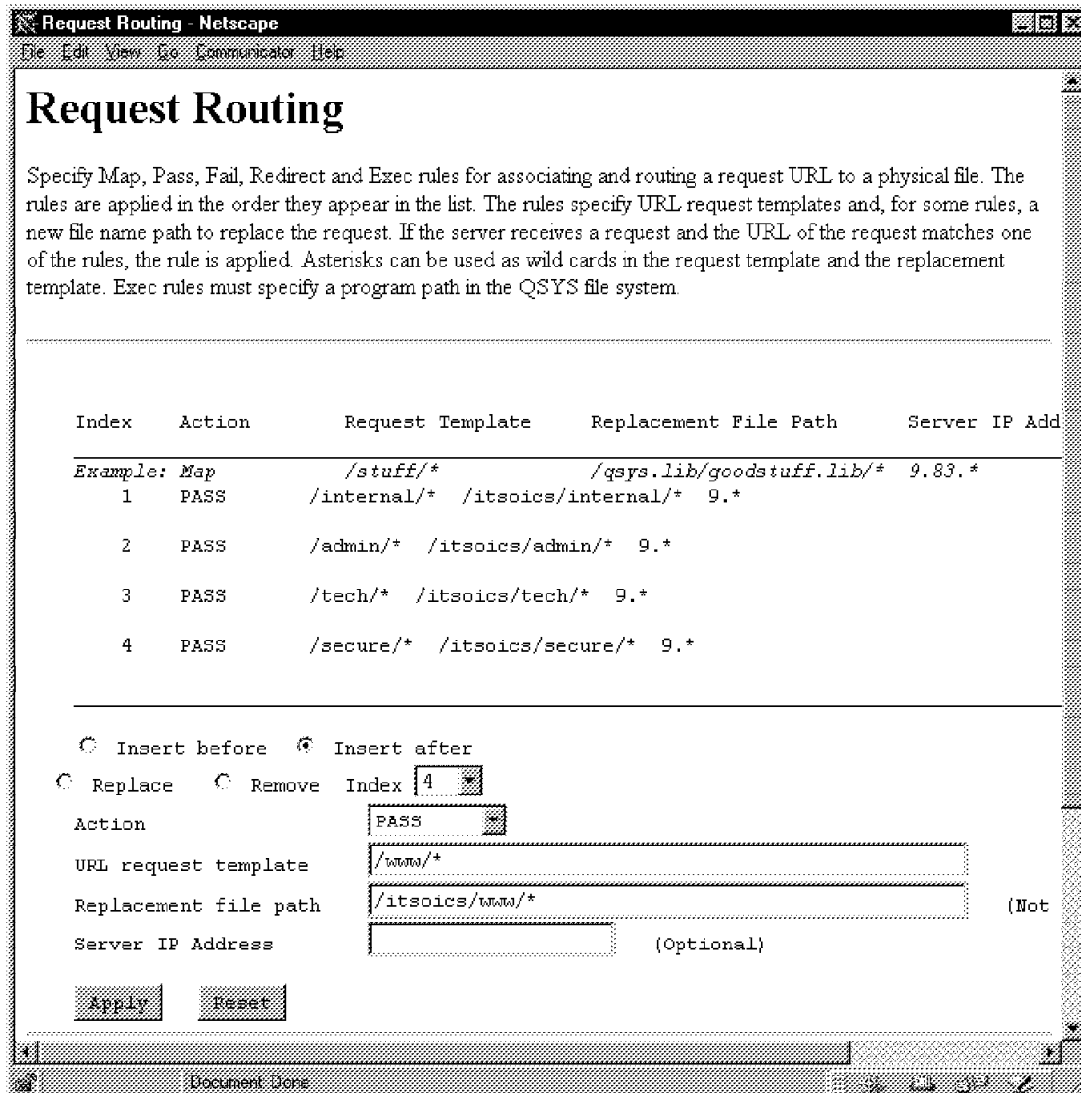 Request Routing - Netscape
File Edit View Go Communicator Help
Request Routing
Specify Map, Pass, Fail, Redirect and Exec rules for associating and routing a request URL to a physical file. The
rules are applied in the order they appear in the list. The rules specify URL request templates and, for some rules, a
new file name path to replace the request. If the server receives a request and the URL of the request matches one
of the rules, the rule is applied. Asterisks can be used as wild cards in the request template and the replacement
template. Exec rules must specify a program path in the QSYS file system.
Index Action Request Template Replacement File Path Server IP Add
Example: Map /stuff/* /qsys.lib/goodstuff.lib/* 9.83.*
1 PASS /internal/* /itsoics/internal/* 9.*
2 PASS /admin/* /itsoics/admin/* 9.*
3 PASS /tech/* /itsoics/tech/* 9.*
4 PASS /secure/* /itsoics/secure/* 9.*
Insert before Insert after
Replace Remove Index 4
Action PASS
URL request template /www/*
Replacement file path /itsoics/www/* (Not
Server IP Address (Optional)
Apply Reset
Document: Done